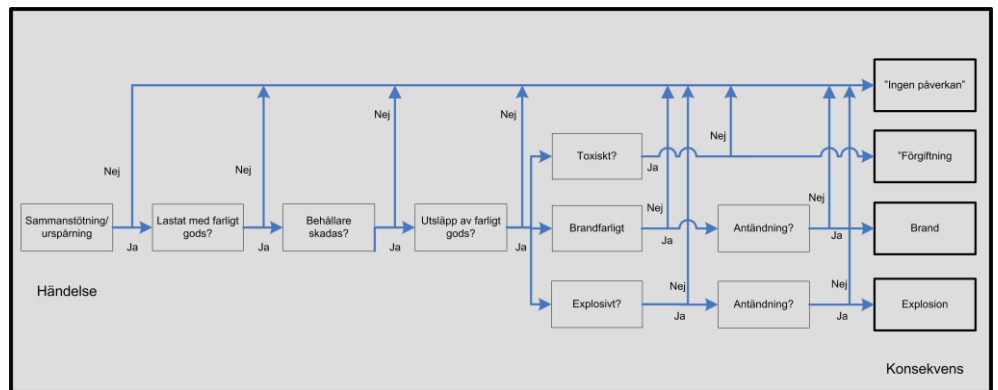 "Ingen påverkan"
Nej
Nej
Nej
Nej
Toxiskt?
Nej
"Förgiftning
Ja
Nej
Nej
Sammanstötning/
urspårning
Ja
Lastat med farligt
gods?
Ja
Behållare
skadas?
Ja
Utsläpp av farligt
gods?
Ja
Brandfarligt
Nej
Ja
Antändning?
Ja
Brand
Händelse
Explosivt?
Nej
Ja
Antändning?
Ja
Explosion
Konsekvens